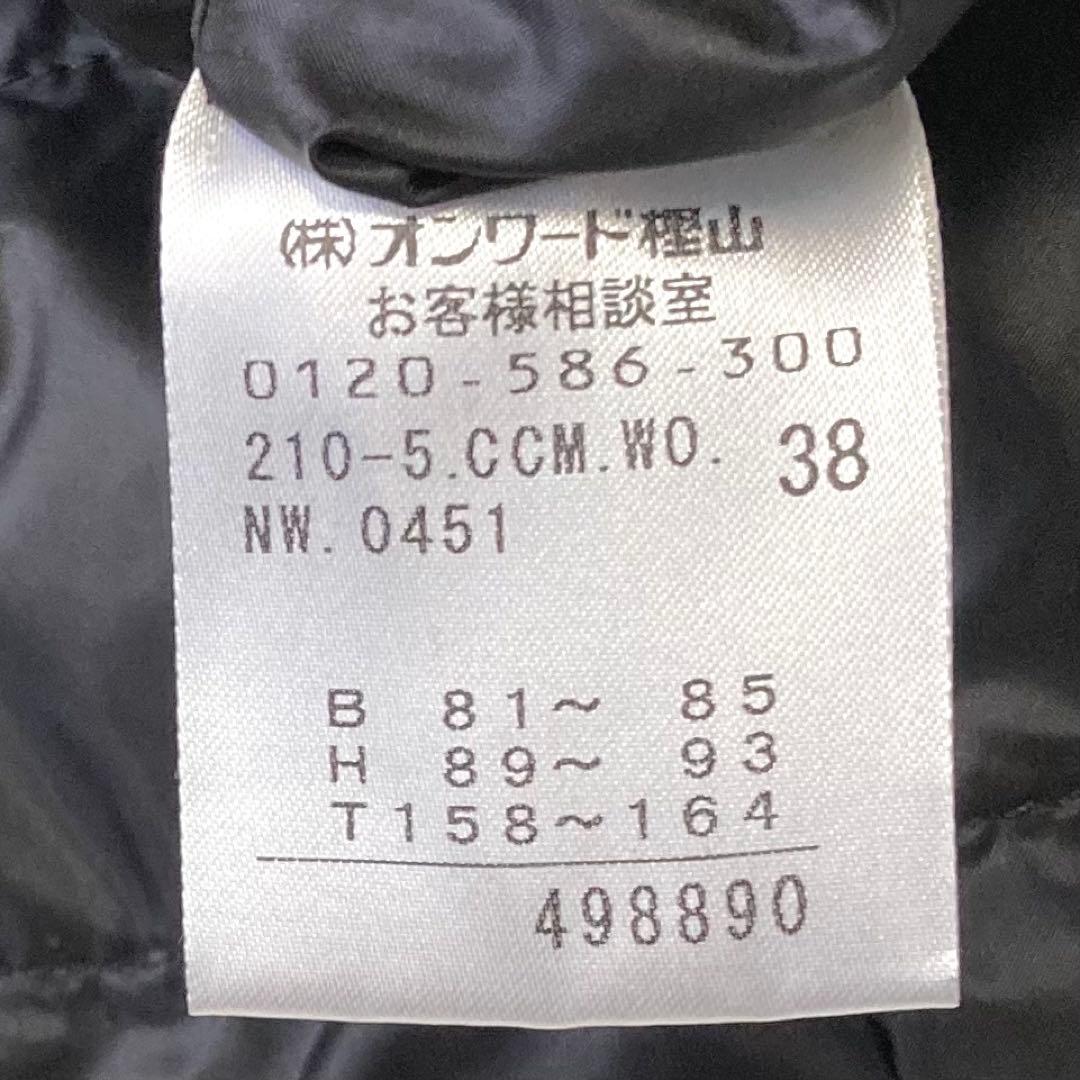 (株)オンワード樫山
お客様相談室
0120-586-300
210-5.CCM.WO. 38
NW. 0451
B 81〜 85
H 89〜 93
T158〜164
498890